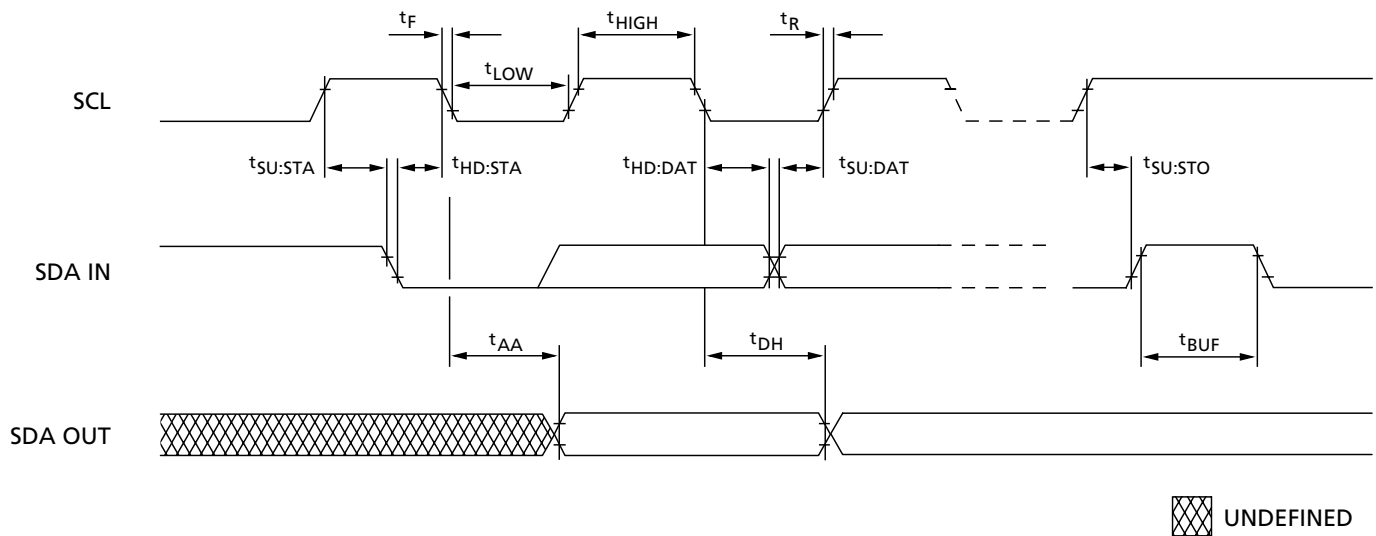 tF
tHIGH
tR
tLOW
SCL
tSU:STA
tHD:STA
tHD:DAT
tSU:DAT
tSU:STO
SDA IN
tAA
tDH
tBUF
SDA OUT
UNDEFINED